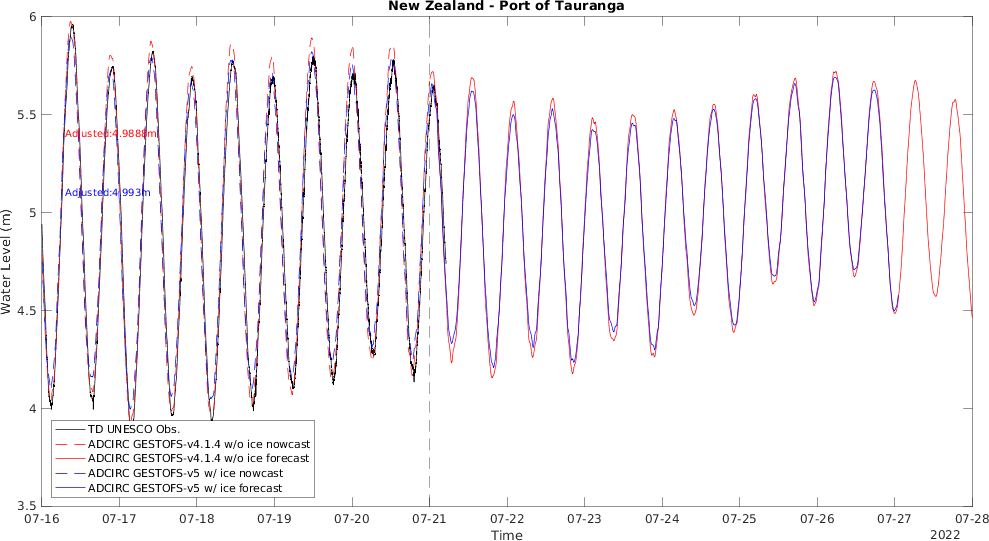 New Zealand - Port of Tauranga
6
5.5
5
4.5
4
3.5
Water Level (m)
Adjusted:4.9888m
Adjusted:4.993m
TD UNESCO Obs.
ADCIRC GESTOFS-v4.1.4 w/o ice nowcast
ADCIRC GESTOFS-v4.1.4 w/o ice forecast
ADCIRC GESTOFS-v5 w/ ice nowcast
ADCIRC GESTOFS-v5 w/ ice forecast
07-16 07-17 07-18 07-19 07-20 07-21 07-22 07-23 07-24 07-25 07-26 07-27 07-28
Time
2022